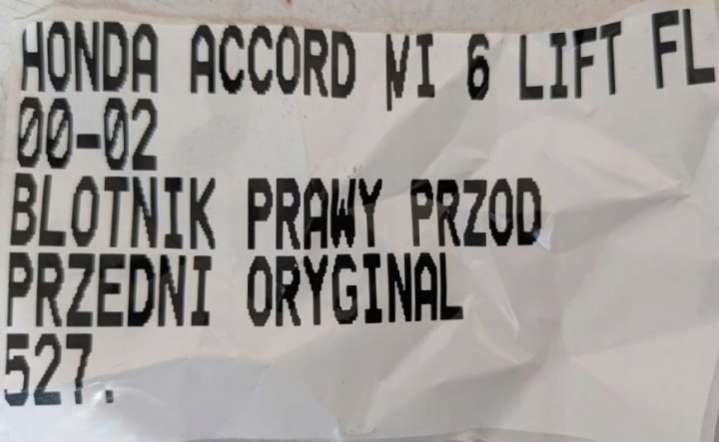 HONDA ACCORD VI 6 LIFT FL
00-02
BLOTNIK PRAWY PRZOD
PRZEDNI ORYGINAL
527.